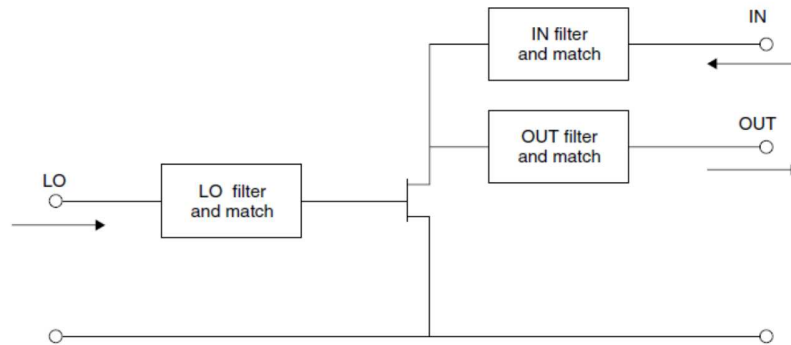 IN
IN filter
and match
OUT
OUT filter
and match
LO
LO filter
and match